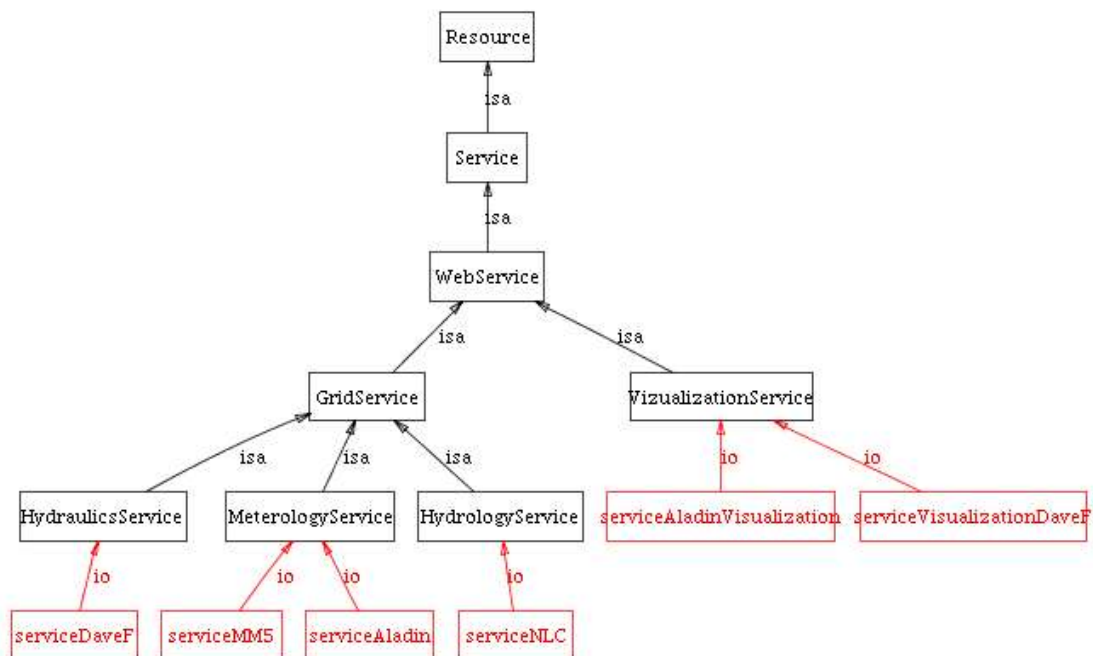 Resource
isa
Service
isa
WebService
isa
isa
GridService
VizualizationService
isa
isa
isa
io
io
HydraulicsService
MeterologyService
HydrologyService
serviceAladinVisualization
serviceVisualizationDaveF
io
io
io
io
serviceDaveF
serviceMM5
serviceAladin
serviceNLC